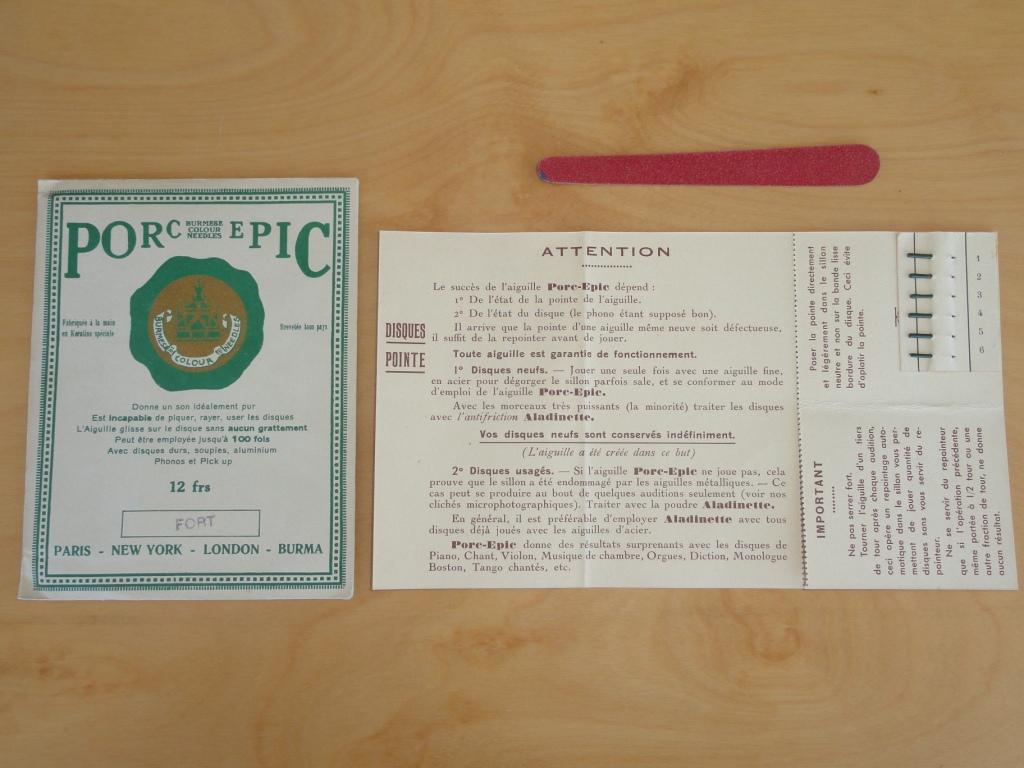 PORC BURMESE COLOUR NEEDLES EPIC
Fabriquée à la main
en Keratine spéciale
Brevetée tous pays
BURMESE COLOUR NEEDLES
Donne un son idéalement pur
Est incapable de piquer, rayer, user les disques
L'Aiguille glisse sur le disque sans aucun grattement
Peut être employée jusqu'à 100 fois
Avec disques durs, souples, aluminium
Phonos et Pick up
12 frs
FORT
PARIS - NEW YORK - LONDON - BURMA
ATTENTION
Le succès de l'aiguille Porc-Epic dépend :
1º De l'état de la pointe de l'aiguille.
2º De l'état du disque (le phono étant supposé bon).
DISQUES
POINTE
Il arrive que la pointe d'une aiguille même neuve soit défectueuse,
il suffit de la repointer avant de jouer.
Toute aiguille est garantie de fonctionnement.
1º Disques neufs. — Jouer une seule fois avec une aiguille fine,
en acier pour dégorger le sillon parfois sale, et se conformer au mode
d'emploi de l'aiguille Porc-Epic.
Avec les morceaux très puissants (la minorité) traiter les disques
avec l'antifriction Aladinette.
Vos disques neufs sont conservés indéfiniment.
(L'aiguille a été créée dans ce but)
2º Disques usagés. — Si l'aiguille Porc-Epic ne joue pas, cela
prouve que le sillon a été endommagé par les aiguilles métalliques. — Ce
cas peut se produire au bout de quelques auditions seulement (voir nos
clichés microphotographiques). Traiter avec la poudre Aladinette.
En général, il est préférable d'employer Aladinette avec tous
disques déjà joués avec les aiguilles d'acier.
Porc-Epic donne des résultats surprenants avec les disques de
Piano, Chant, Violon, Musique de chambre, Orgues, Diction, Monologue
Boston, Tango chantés, etc.
Poser la pointe directement
et légèrement dans le sillon
neutre et non sur la bande lisse
bordure du disque. Ceci évite
d'aplatir la pointe.
1
2
3
4
5
6
IMPORTANT
Ne pas serrer fort.
Tourner l'aiguille d'un tiers
de tour après chaque audition,
ceci opère un repointage auto-
matique dans le sillon vous per-
mettant de jouer quantité de
disques sans vous servir du re-
pointeur.
Ne se servir du repointeur
que si l'opération précédente,
même portée à 1/2 tour ou une
autre fraction de tour, ne donne
aucun résultat.